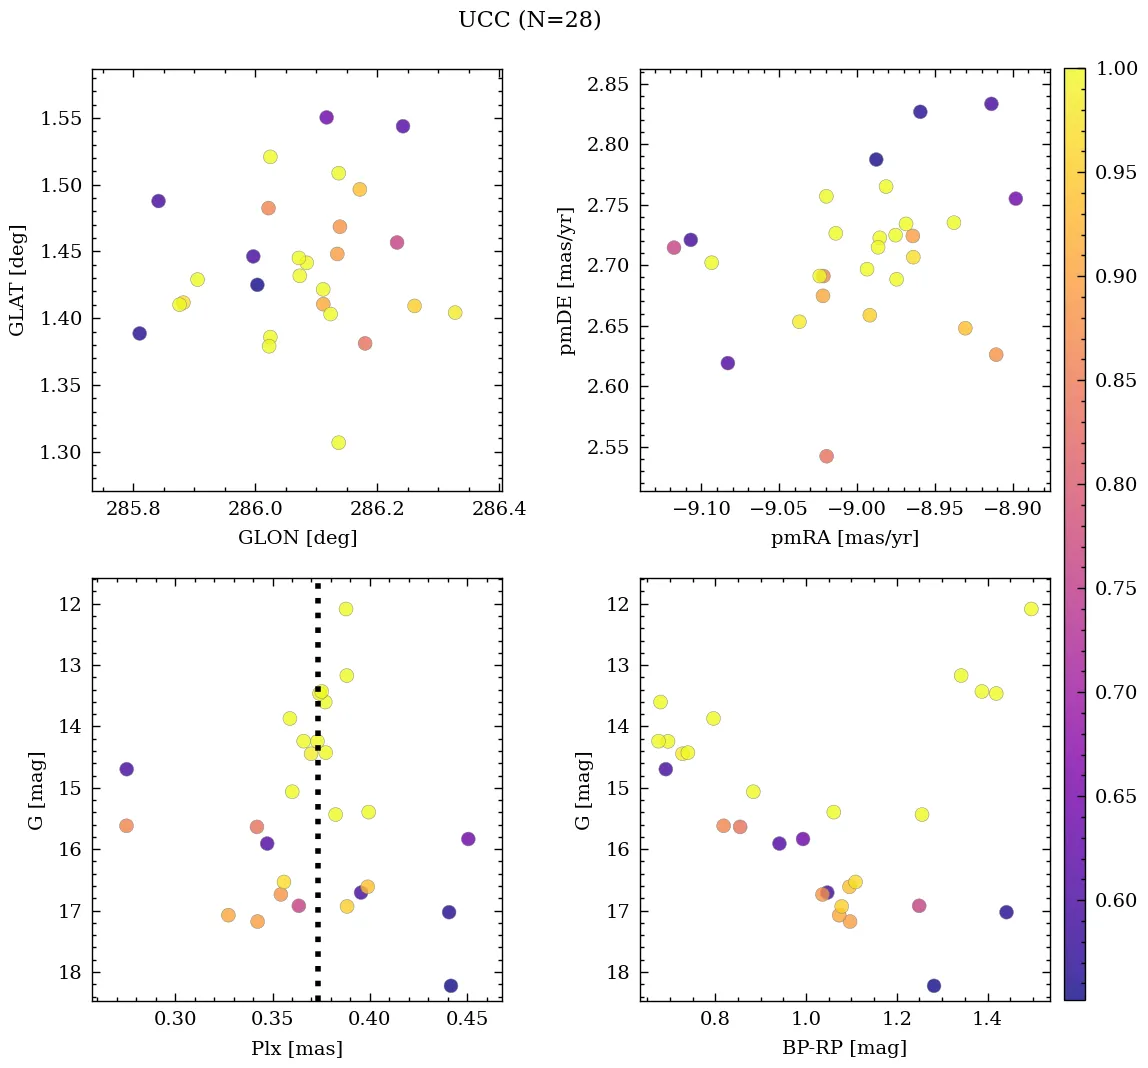 UCC (N=28)
1.55
1.50
1.45
1.40
1.35
1.30
GLAT [deg]
285.8 286.0 286.2 286.4
GLON [deg]
2.85
2.80
2.75
2.70
2.65
2.60
2.55
pmDE [mas/yr]
−9.10 −9.05 −9.00 −8.95 −8.90
pmRA [mas/yr]
12
13
14
15
16
17
18
G [mag]
0.30 0.35 0.40 0.45
Plx [mas]
12
13
14
15
16
17
18
G [mag]
0.8 1.0 1.2 1.4
BP-RP [mag]
1.00
0.95
0.90
0.85
0.80
0.75
0.70
0.65
0.60